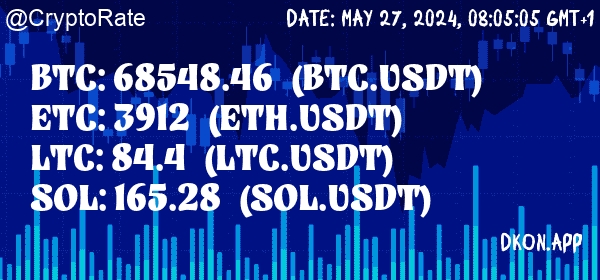 @CryptoRate
DATE: MAY 27, 2024, 08:05:05 GMT+1
BTC: 68548.46 (BTC.USDT)
ETC: 3912 (ETH.USDT)
LTC: 84.4 (LTC.USDT)
SOL: 165.28 (SOL.USDT)
DKON.APP